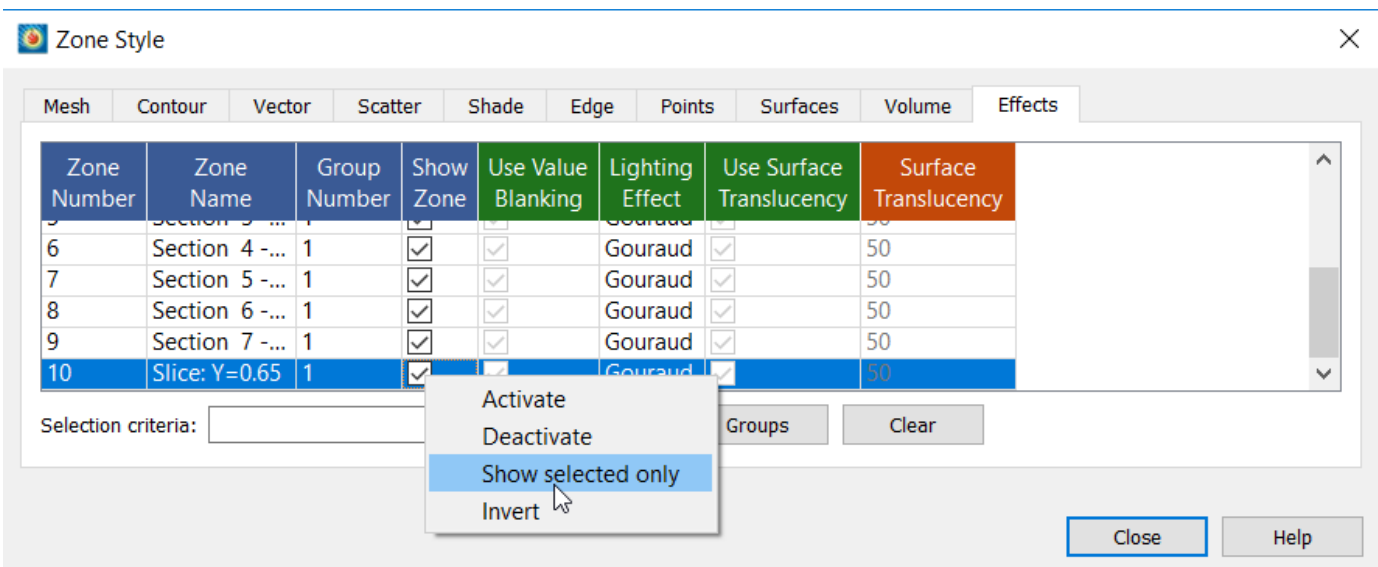 Zone Style
Mesh Contour Vector Scatter Shade Edge Points Surfaces Volume Effects
Zone Number Zone Name Group Number Show Zone Use Value Blanking Lighting Effect Use Surface Translucency Surface Translucency
6 Section 4 -... 1 Gouraud 50
7 Section 5 -... 1 Gouraud 50
8 Section 6 -... 1 Gouraud 50
9 Section 7 -... 1 Gouraud 50
10 Slice: Y=0.65 1 Gouraud 50
Activate
Selection criteria: Groups Clear
Deactivate
Show selected only
Invert
Close Help